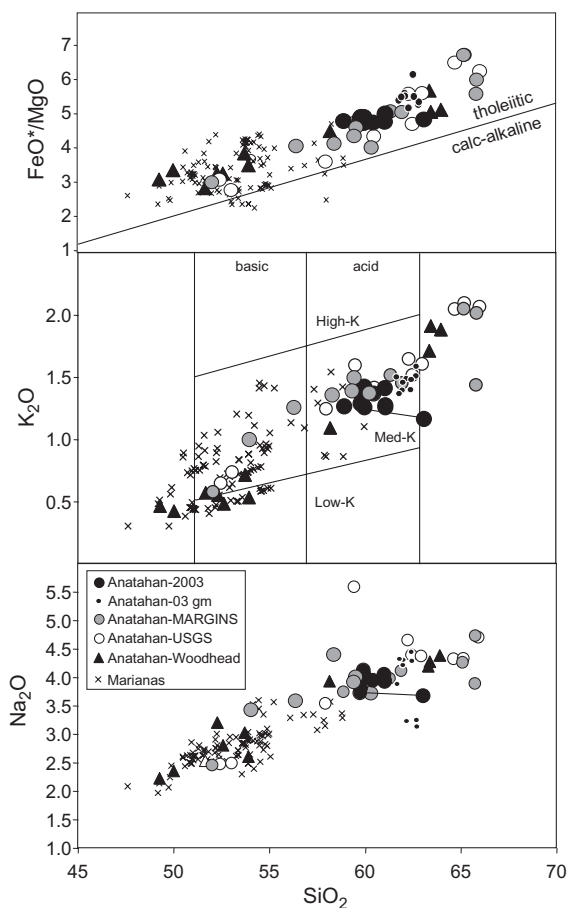 7
6
5
4
3
2
1
FeO*/MgO
tholeiitic
calc-alkaline
basic
acid
High-K
Med-K
Low-K
2.0
1.5
1.0
0.5
K2O
Anatahan-2003
Anatahan-03 gm
Anatahan-MARGINS
Anatahan-USGS
Anatahan-Woodhead
Marianas
5.5
5.0
4.5
4.0
3.5
3.0
2.5
2.0
1.5
1.0
Na2O
45
50
55
60
65
70
SiO2